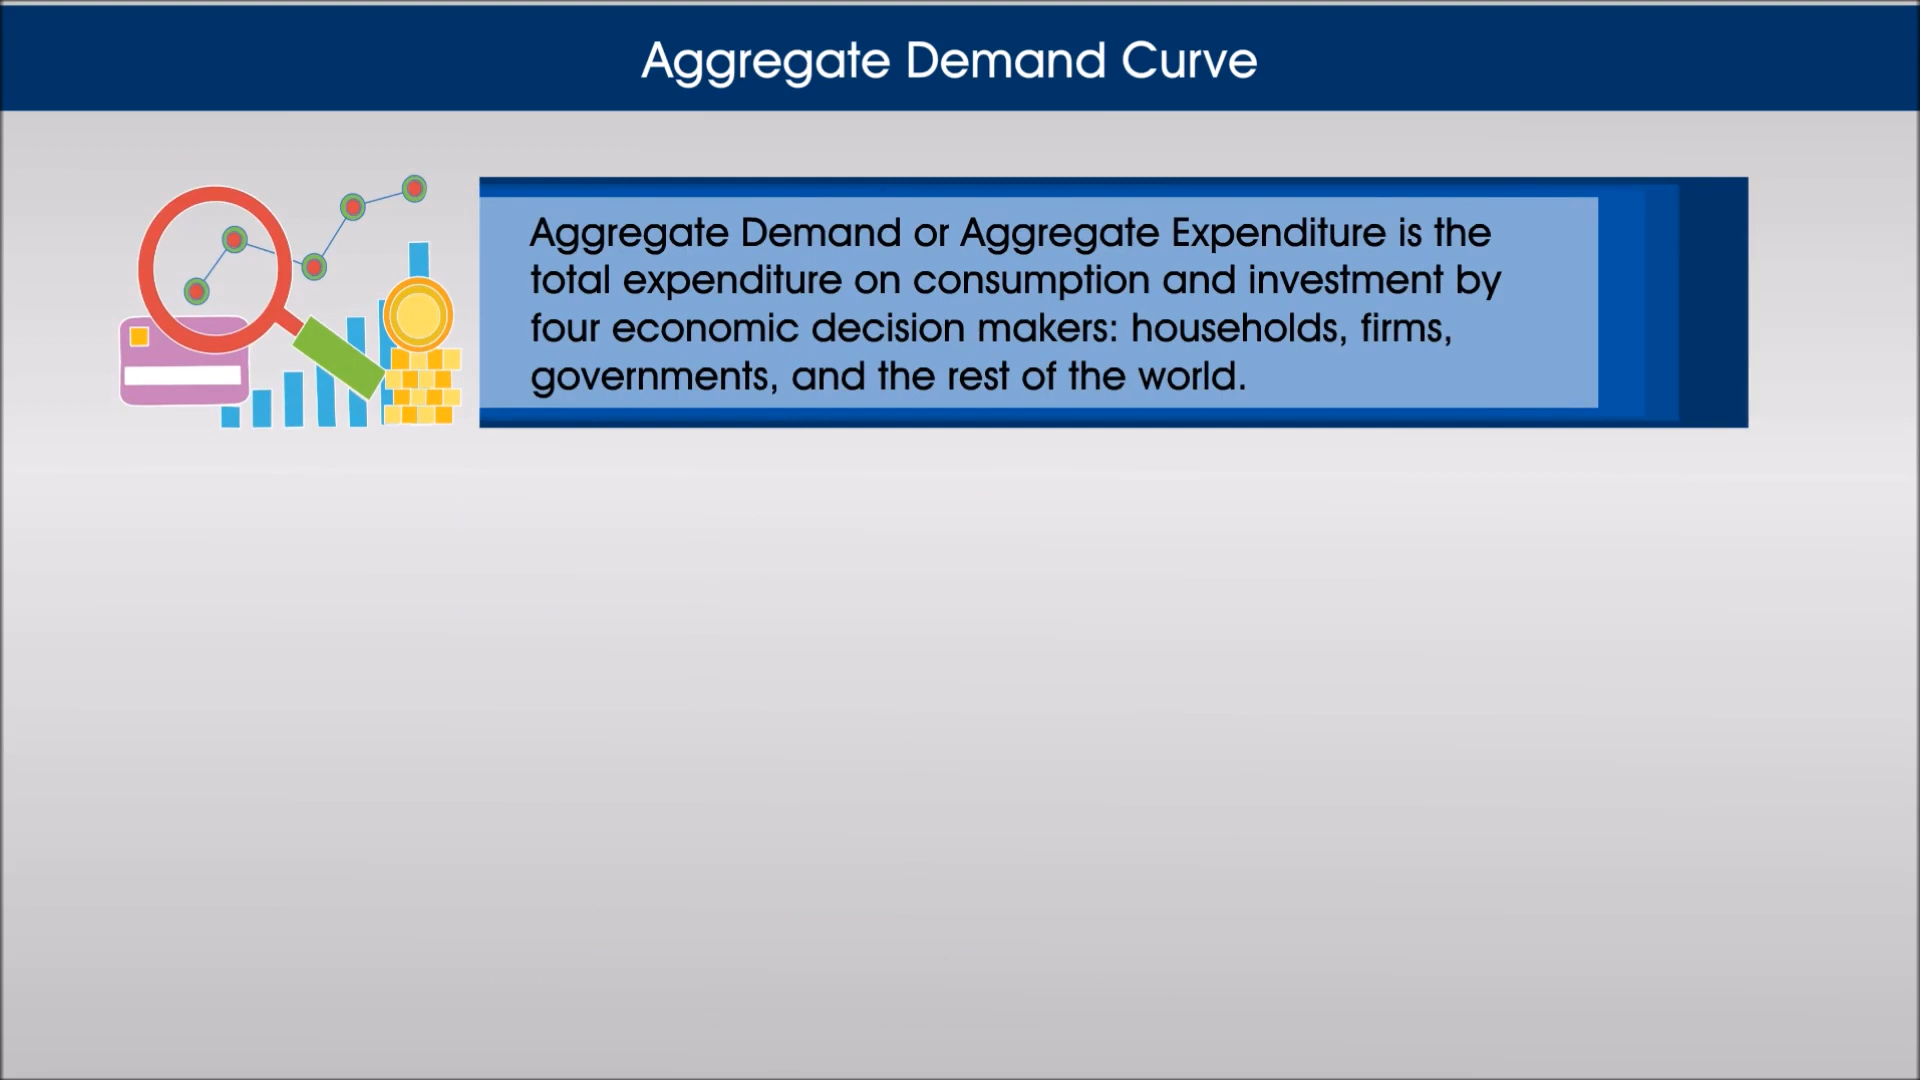 Aggregate Demand Curve
Aggregate Demand or Aggregate Expenditure is the
total expenditure on consumption and investment by
four economic decision makers: households, firms,
governments, and the rest of the world.